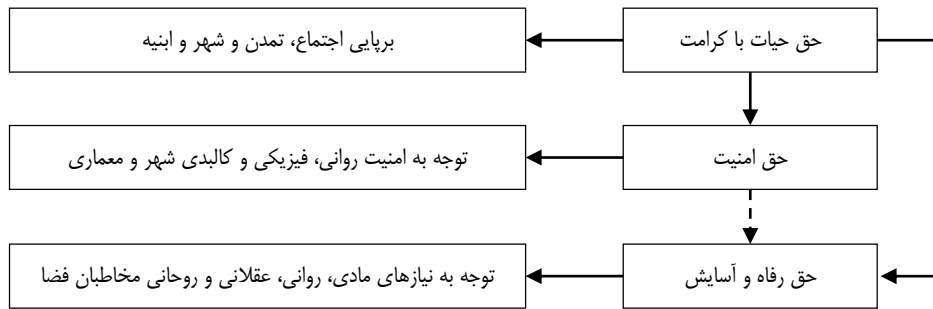 حق حیات با کرامت
برپایی اجتماع، تمدن و شهر و ابنیه
حق امنیت
توجه به امنیت روانی، فیزیکی و کالبدی شهر و معماری
حق رفاه و آسایش
توجه به نیازهای مادی، روانی، عقلانی و روحانی مخاطبان فضا